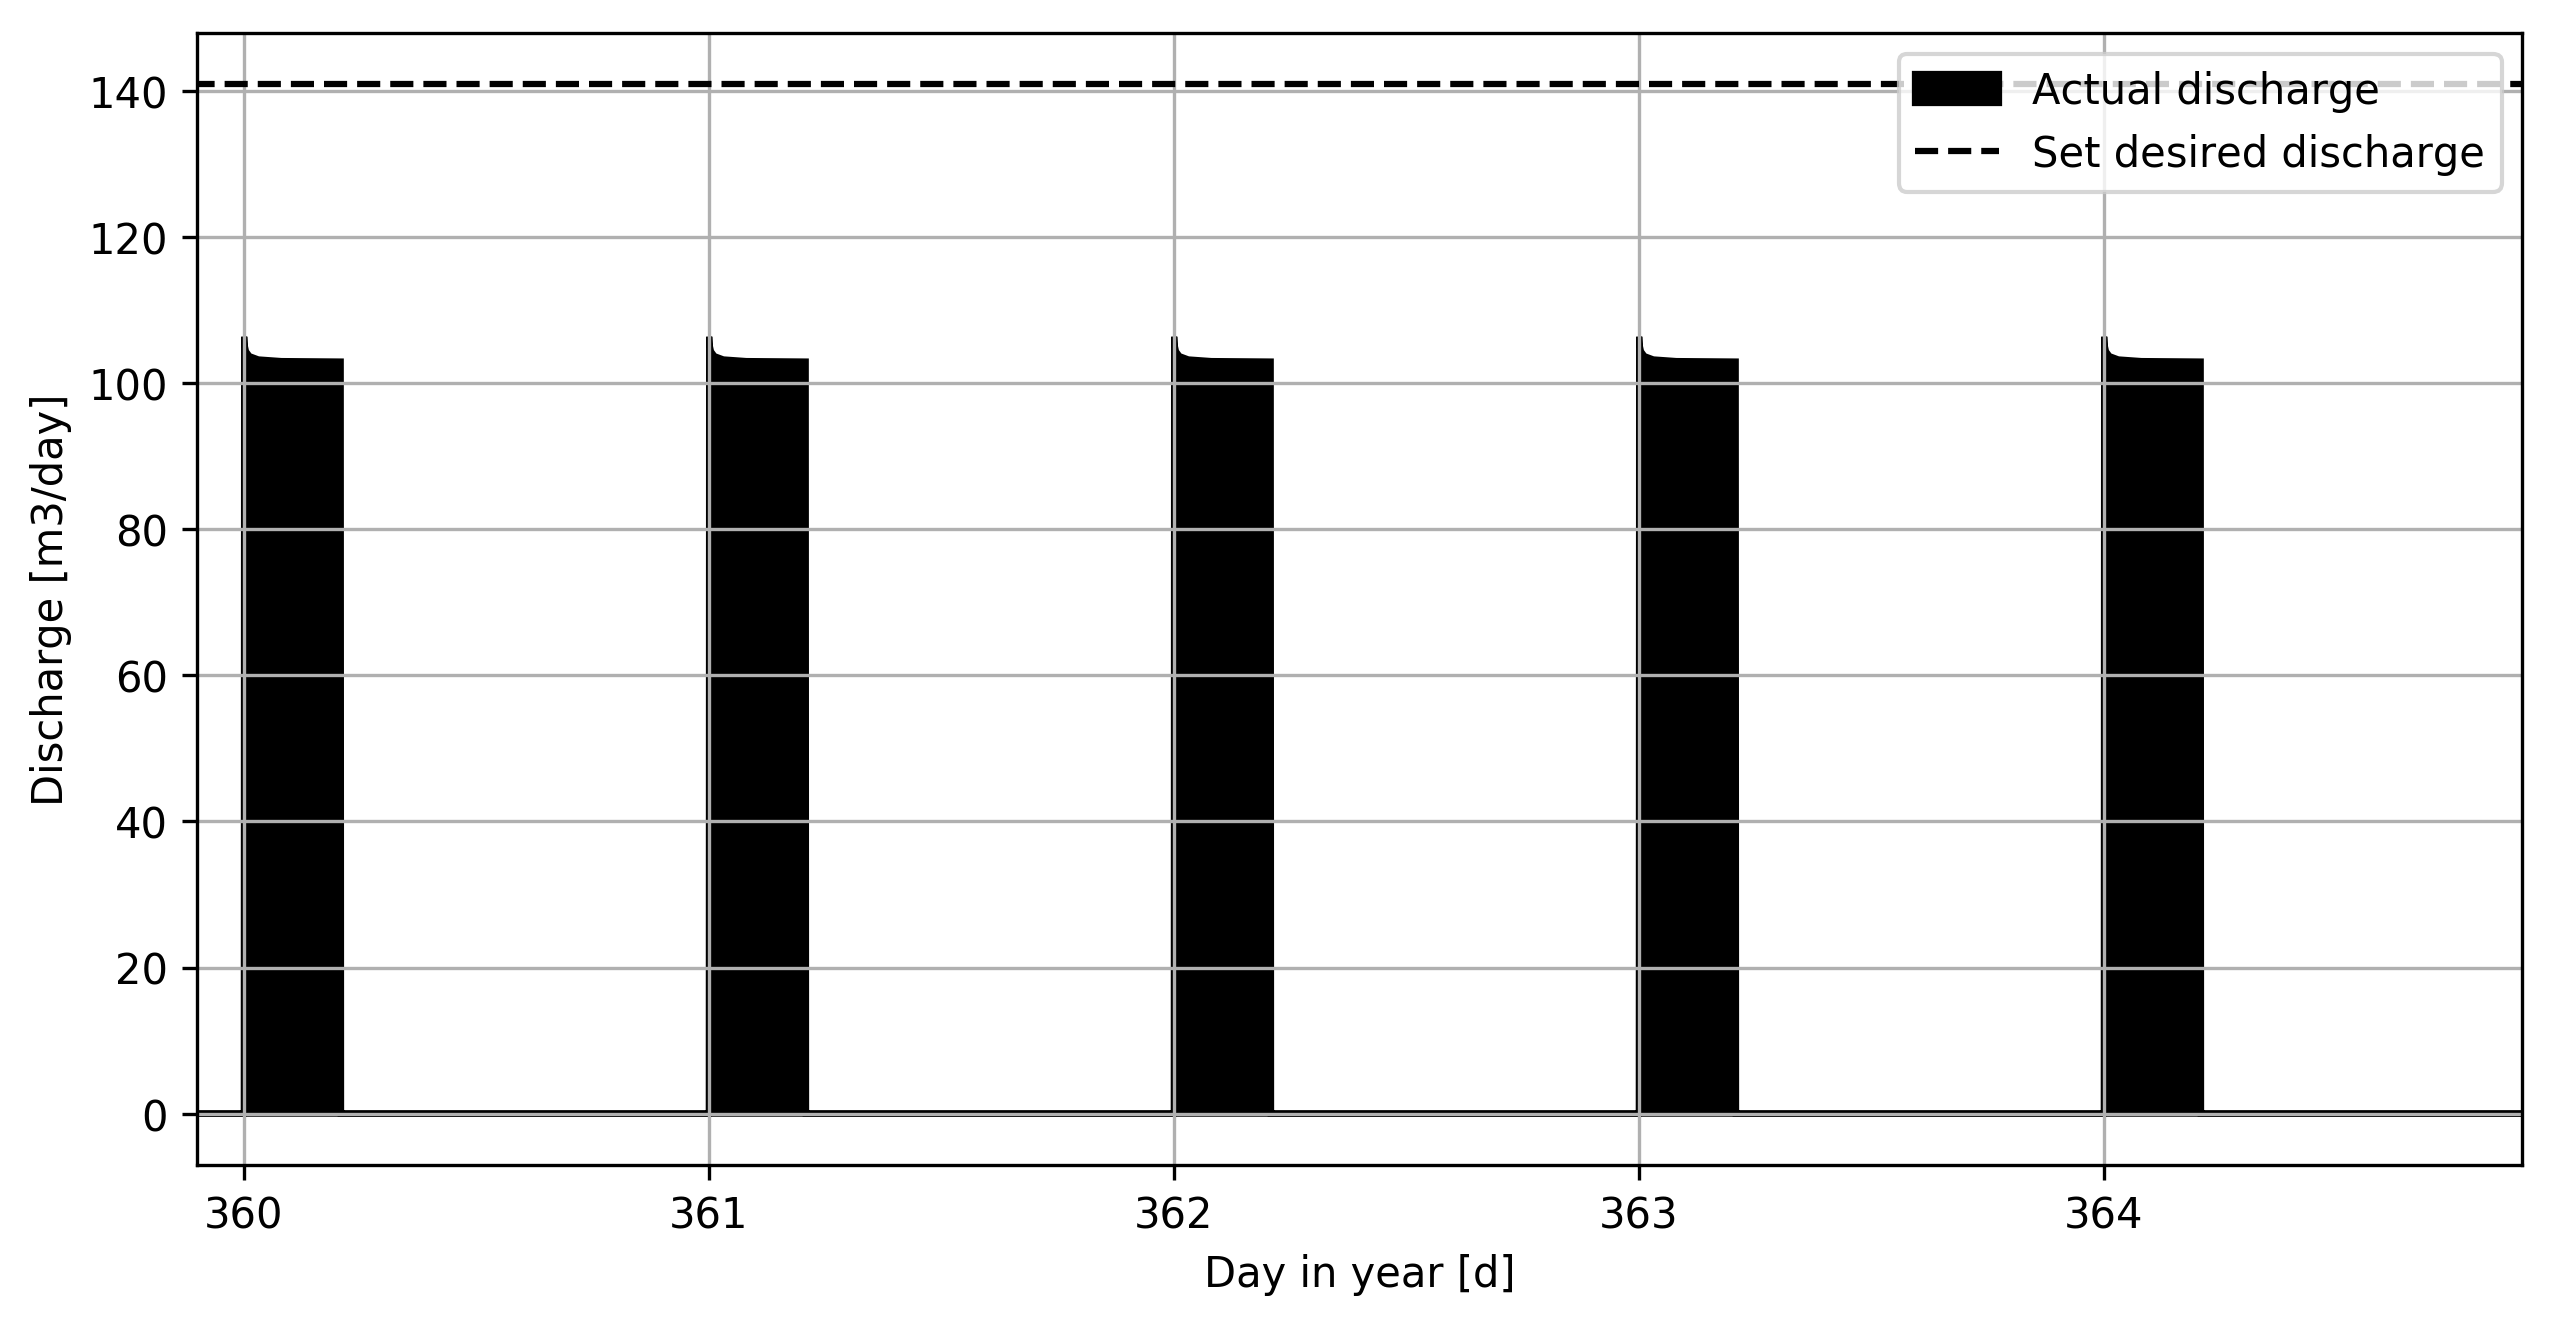 Actual discharge
Set desired discharge
140
120
100
80
60
40
20
0
Discharge [m3/day]
360 361 362 363 364
Day in year [d]